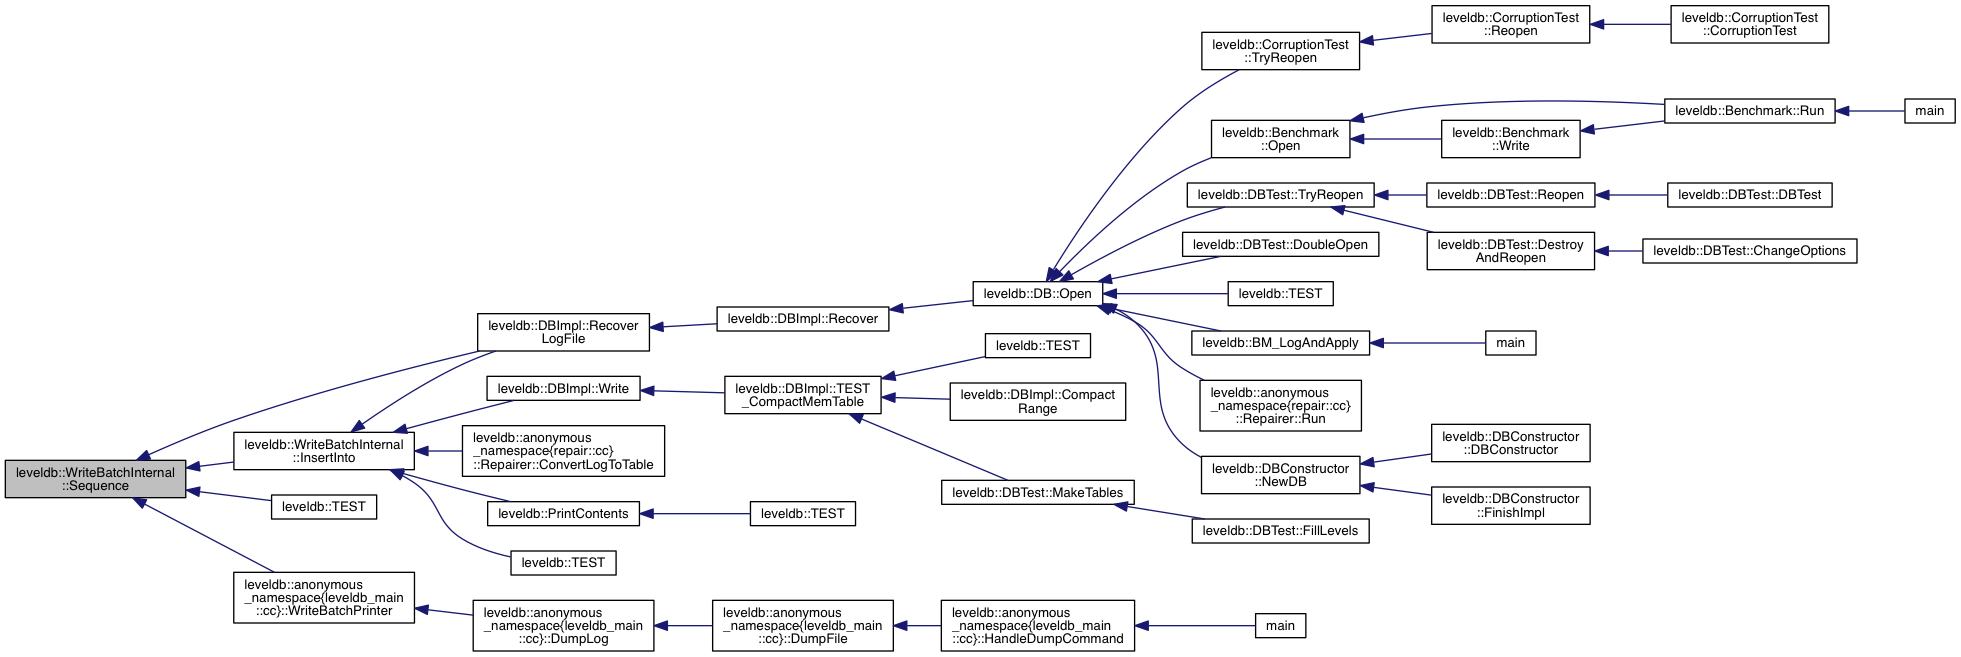 leveldb::CorruptionTest
::Reopen
leveldb::CorruptionTest
::CorruptionTest
leveldb::CorruptionTest
::TryReopen
leveldb::Benchmark::Run
main
leveldb::Benchmark
::Open
leveldb::Benchmark
::Write
leveldb::DBTest::TryReopen
leveldb::DBTest::Reopen
leveldb::DBTest::DBTest
leveldb::DBTest::DoubleOpen
leveldb::DBTest::Destroy
AndReopen
leveldb::DBTest::ChangeOptions
leveldb::DB::Open
leveldb::TEST
leveldb::DBImpl::Recover
LogFile
leveldb::DBImpl::Recover
leveldb::BM_LogAndApply
main
leveldb::TEST
leveldb::DBImpl::Write
leveldb::DBImpl::TEST
_CompactMemTable
leveldb::DBImpl::Compact
Range
leveldb::anonymous
_namespace{repair::cc}
::Repairer::Run
leveldb::WriteBatchInternal
::InsertInto
leveldb::anonymous
_namespace{repair::cc}
::Repairer::ConvertLogToTable
leveldb::DBConstructor
::DBConstructor
leveldb::WriteBatchInternal
::Sequence
leveldb::DBConstructor
::NewDB
leveldb::TEST
leveldb::PrintContents
leveldb::TEST
leveldb::DBTest::MakeTables
leveldb::DBConstructor
::FinishImpl
leveldb::DBTest::FillLevels
leveldb::TEST
leveldb::anonymous
_namespace{leveldb_main
::cc}::WriteBatchPrinter
leveldb::anonymous
_namespace{leveldb_main
::cc}::DumpLog
leveldb::anonymous
_namespace{leveldb_main
::cc}::DumpFile
leveldb::anonymous
_namespace{leveldb_main
::cc}::HandleDumpCommand
main